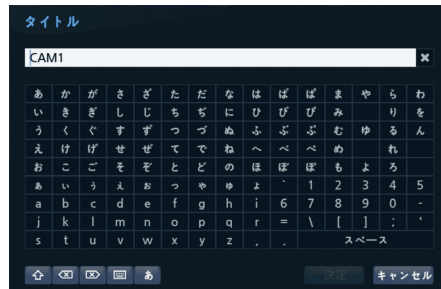 タイトル
CAM1
あ か が さ ざ た だ な は ば ぱ ま や ら わ
い き ぎ し じ ち ぢ に ひ び ぴ み り を
う く ぐ す ず つ づ ぬ ふ ぶ ぷ む ゆ る ん
え け げ せ ぜ て で ね へ べ ぺ め れ
お こ ご そ ぞ と ど の ほ ぼ ぽ も よ ろ
ぁ ぃ ぅ ぇ ぉ っ ゃ ゅ ょ ` 1 2 3 4 5
a b c d e f g h i 6 7 8 9 0 -
j k l m n o p q r = \ [ ] ; '
s t u v w x y z , . スペース
あ 決定 キャンセル